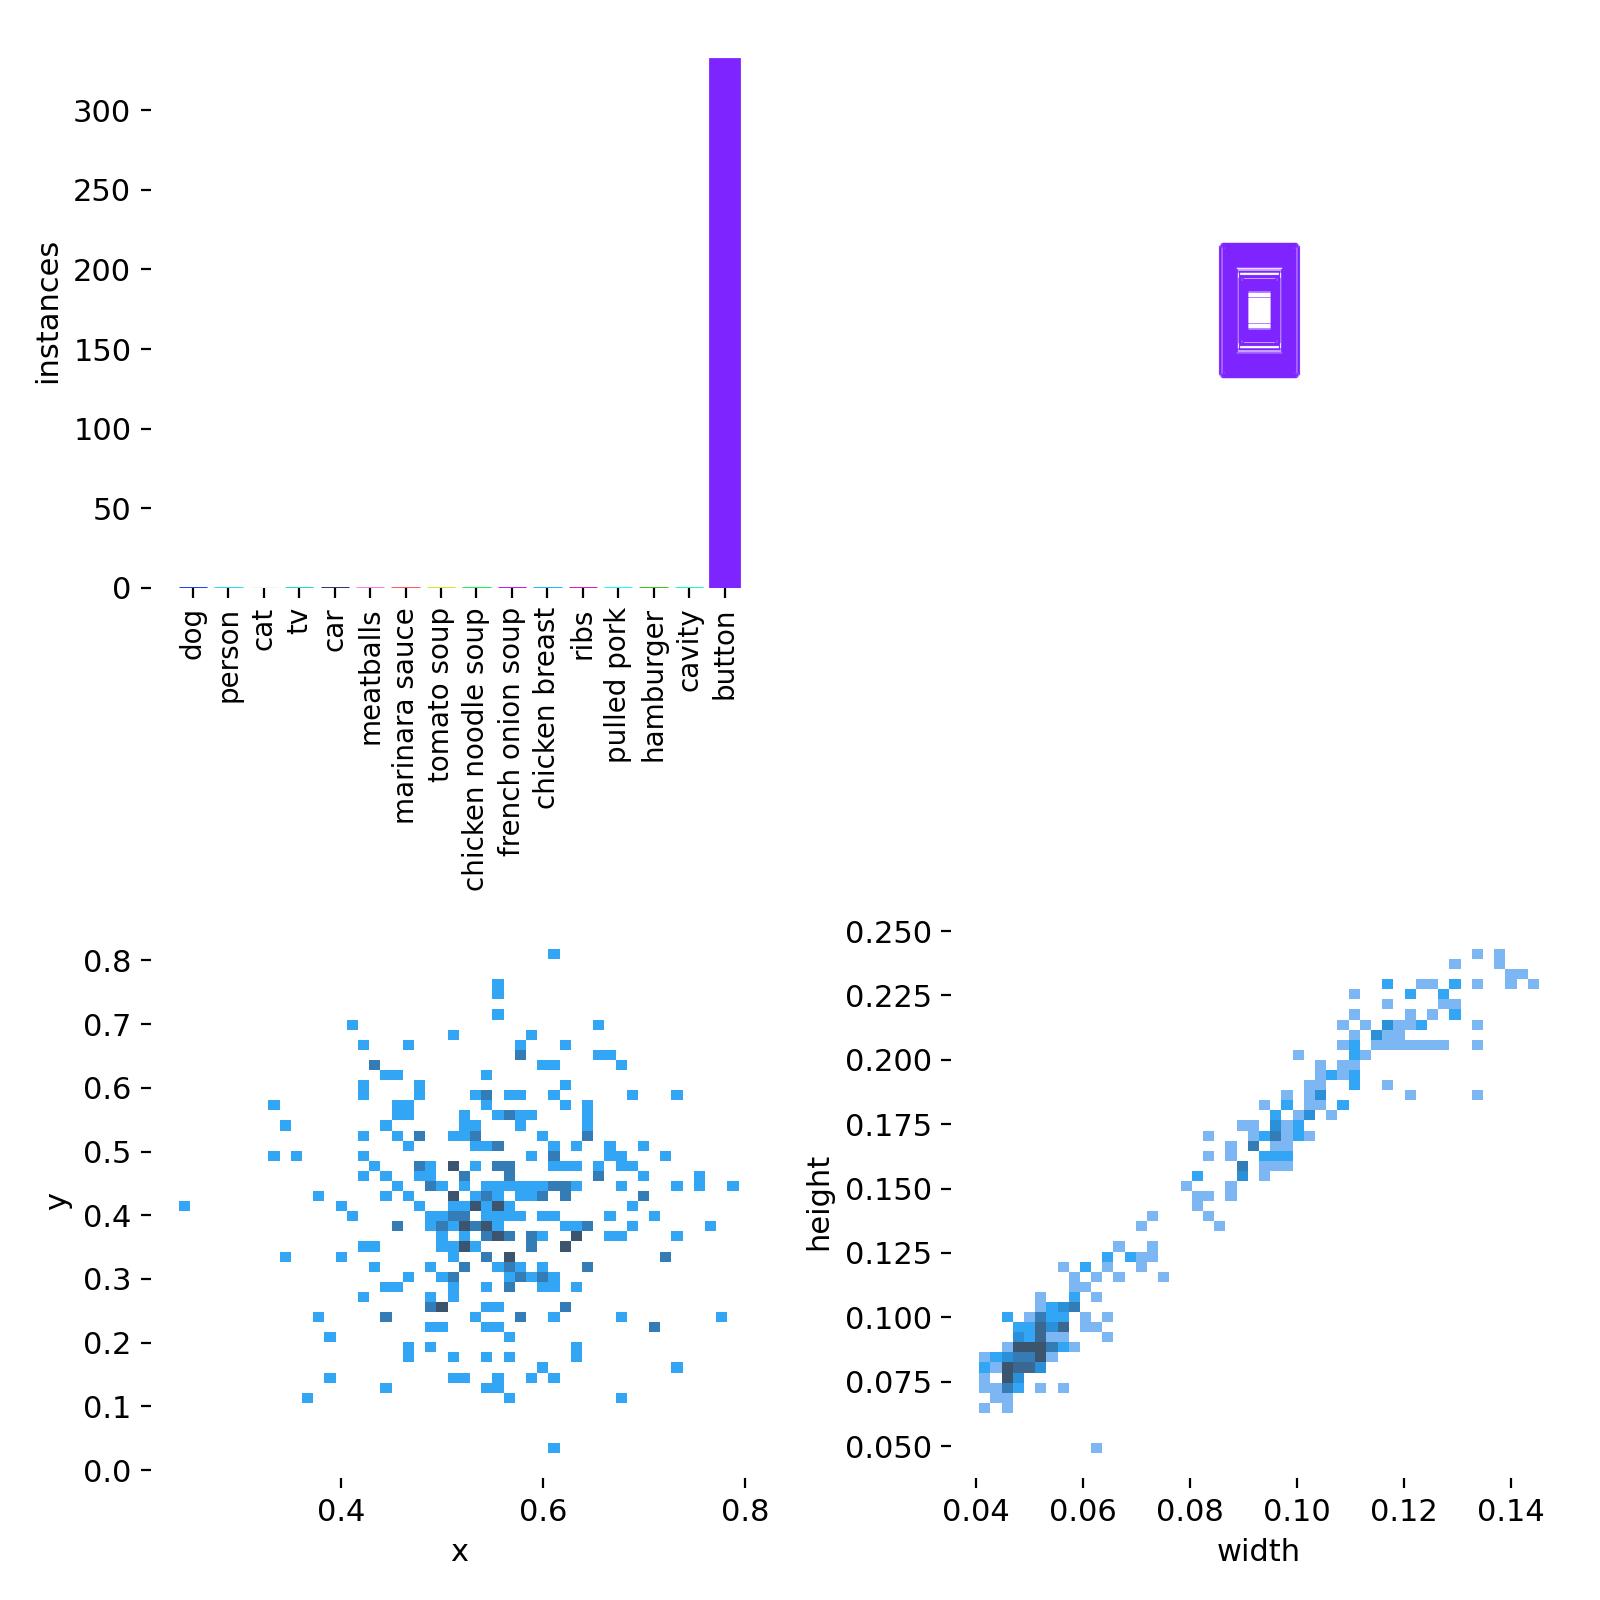 instances
300
250
200
150
100
50
0
dog
person
cat
tv
car
meatballs
marinara sauce
tomato soup
chicken noodle soup
french onion soup
chicken breast
ribs
pulled pork
hamburger
cavity
button
y
0.8
0.7
0.6
0.5
0.4
0.3
0.2
0.1
0.0
0.4 0.6 0.8
x
height
0.250
0.225
0.200
0.175
0.150
0.125
0.100
0.075
0.050
0.04 0.06 0.08 0.10 0.12 0.14
width